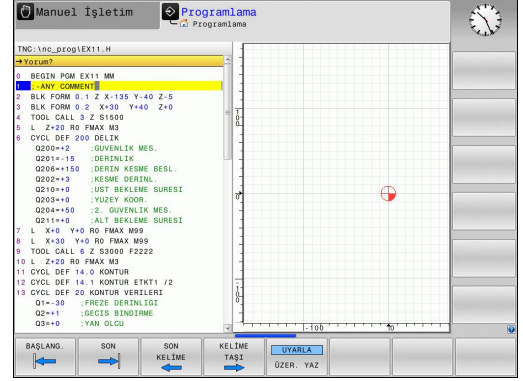 Manuel İşletim
Programlama
Programlama
TNC:\nc_prog\EX11.H
→Yorum?
0 BEGIN PGM EX11 MM
1 ;-ANY COMMENT
2 BLK FORM 0.1 Z X-135 Y-40 Z-5
3 BLK FORM 0.2 X+30 Y+40 Z+0
4 TOOL CALL 3 Z S1500
5 L Z+20 R0 FMAX M3
6 CYCL DEF 200 DELIK
Q200=+2 ;GUVENLIK MES.
Q201=-15 ;DERINLIK
Q206=+150 ;DERIN KESME BESL.
Q202=+3 ;KESME DERINL.
Q210=+0 ;UST BEKLEME SURESI
Q203=+0 ;YUZEY KOOR.
Q204=+50 ;2. GUVENLIK MES.
Q211=+0 ;ALT BEKLEME SURESI
7 L X+0 Y+0 R0 FMAX M99
8 L X+30 Y+0 R0 FMAX M99
9 TOOL CALL 6 Z S3000 F2222
10 L Z+20 R0 FMAX M3
11 CYCL DEF 14.0 KONTUR
12 CYCL DEF 14.1 KONTUR ETKT1 /2
13 CYCL DEF 20 KONTUR VERILERI
Q1=-30 ;FREZE DERINLIGI
Q2=+1 ;GECIS BINDIRME
Q3=+0 ;YAN OLCU
-100
BAŞLANG.
SON
SON KELİME
KELİME TAŞI
UYARLA
ÜZER. YAZ